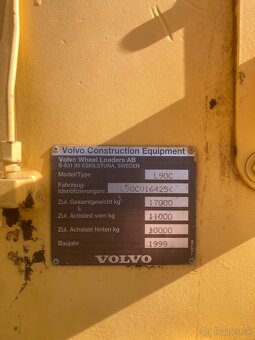 Volvo Construction Equipment
Volvo Wheel Loaders AB
S-631 85 ESKILSTUNA, SWEDEN
Model/Type L90C
Fahrzeug-
Identifizierungsnr. L90CV16425
Zul. Gesamtgewicht kg 17000
Zul. Achslast vorn kg 11000
Zul. Achslast hinten kg 10000
Baujahr 1999
VOLVO